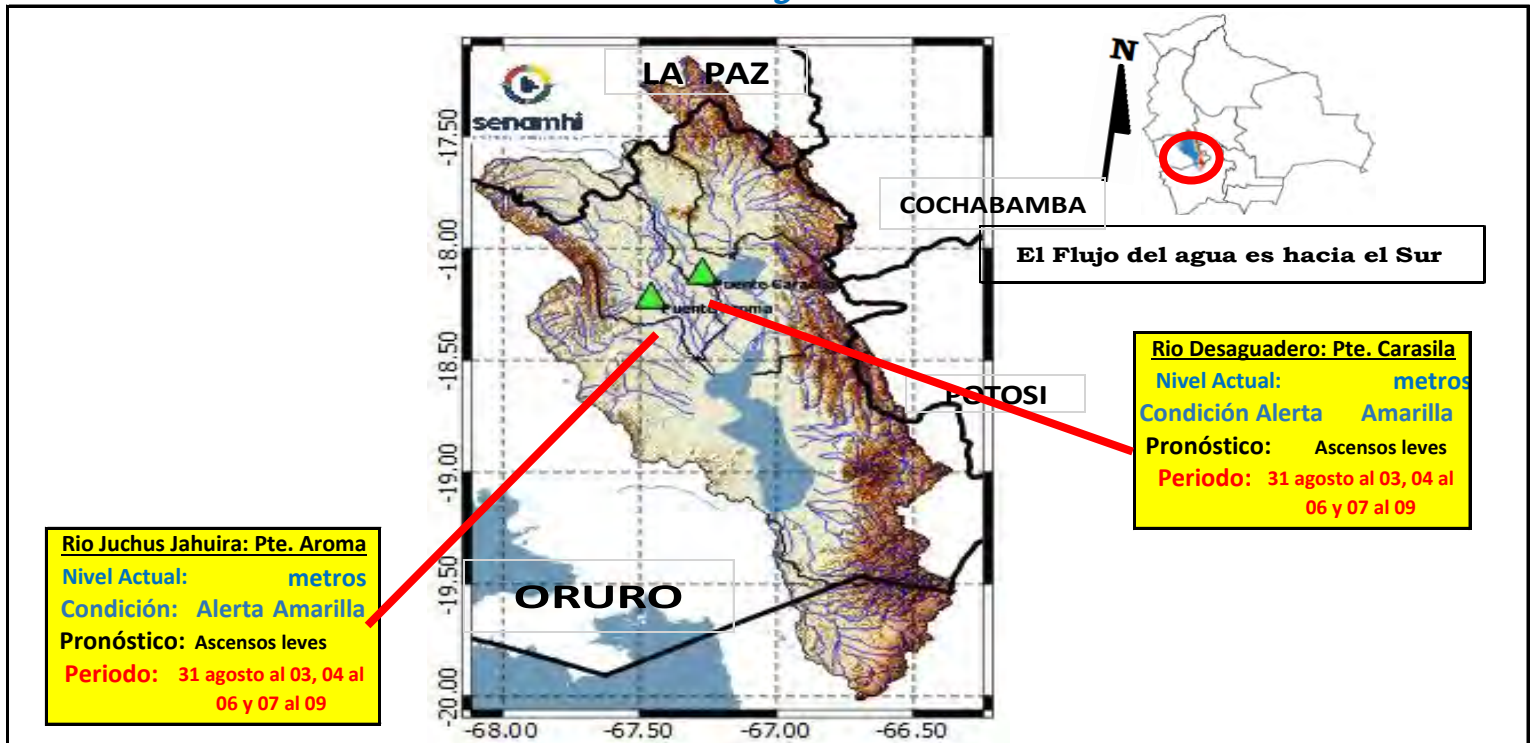 LA PAZ
senamhi
N
COCHABAMBA
El Flujo del agua es hacia el Sur
Puente Aroma
POTOSI
Rio Desaguadero: Pte. Carasila
Nivel Actual: metros
Condición Alerta Amarilla
Pronóstico: Ascensos leves
Periodo: 31 agosto al 03, 04 al
06 y 07 al 09
Rio Juchus Jahuira: Pte. Aroma
Nivel Actual: metros
Condición: Alerta Amarilla
Pronóstico: Ascensos leves
Periodo: 31 agosto al 03, 04 al
06 y 07 al 09
ORURO
-17.50
-18.00
-18.50
-19.00
-19.50
-20.00
-68.00 -67.50 -67.00 -66.50